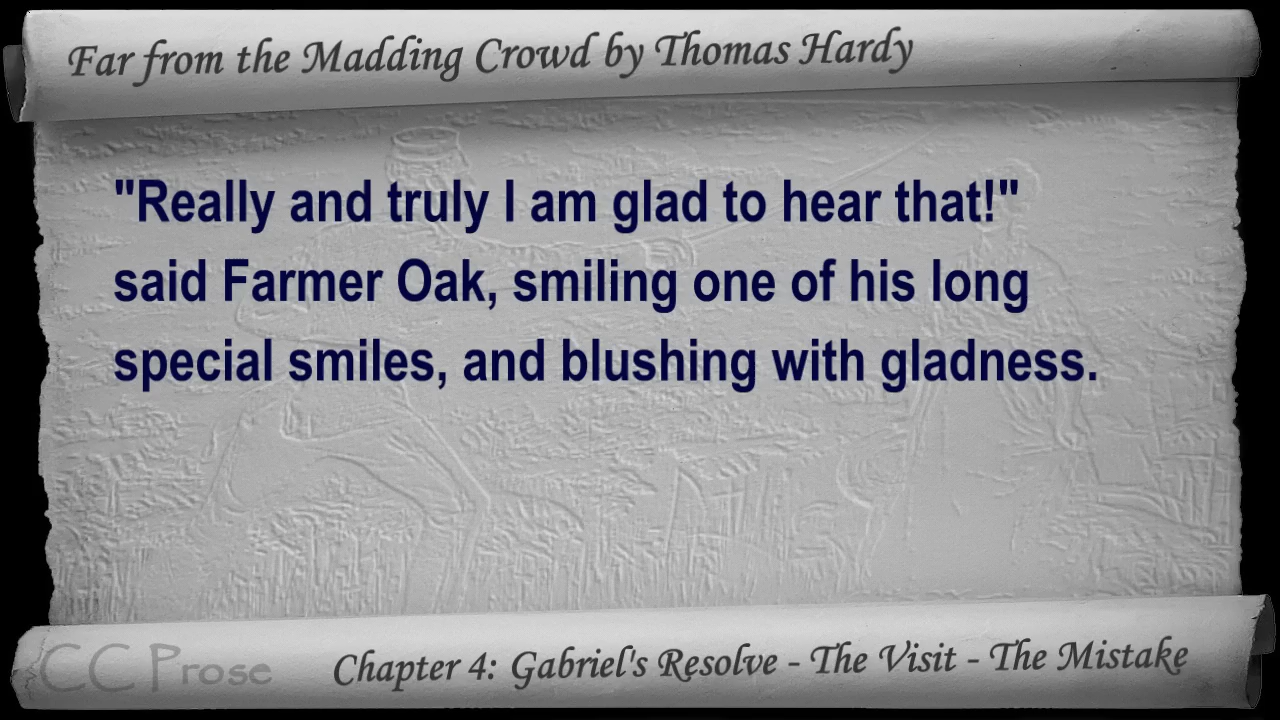 Far from the Madding Crowd by Thomas Hardy
"Really and truly I am glad to hear that!"
said Farmer Oak, smiling one of his long
special smiles, and blushing with gladness.
CC Prose
Chapter 4: Gabriel's Resolve - The Visit - The Mistake